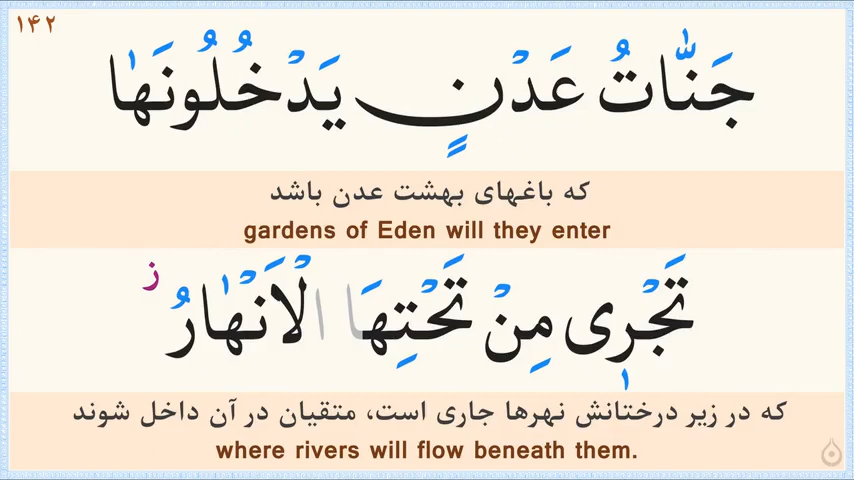 ۱۴۲
جَنّٰاتُ عَدْنٍ يَدْخُلُونَهٰا
که باغهای بهشت عدن باشد
gardens of Eden will they enter
تَجْرِي مِنْ تَحْتِهَا الْأَنْهٰارُ ز
که در زیر درختانش نهرها جاری است، متقیان در آن داخل شوند
where rivers will flow beneath them.